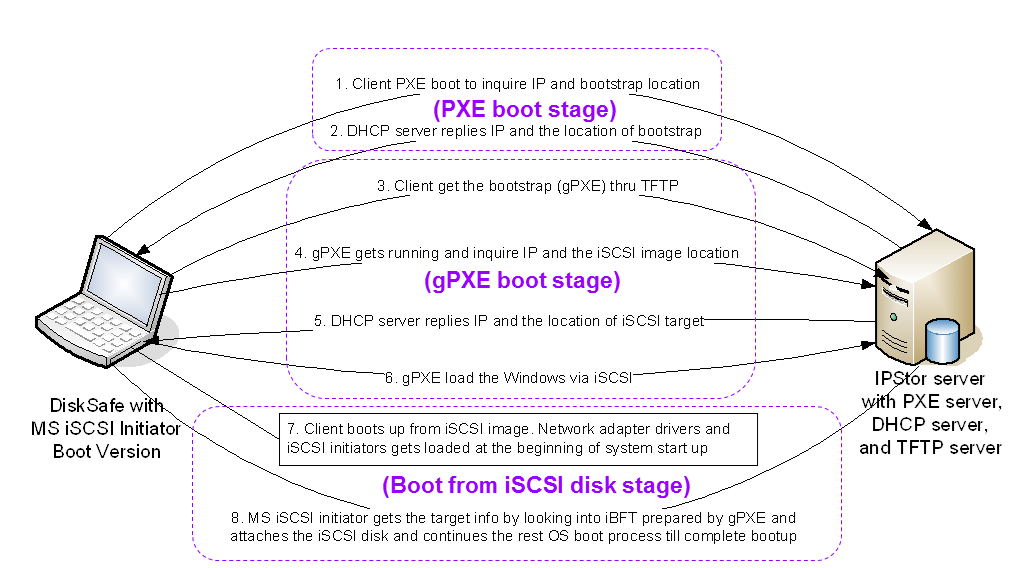 1. Client PXE boot to inquire IP and bootstrap location
(PXE boot stage)
2. DHCP server replies IP and the location of bootstrap
3. Client get the bootstrap (gPXE) thru TFTP
4. gPXE gets running and inquire IP and the iSCSI image location
(gPXE boot stage)
5. DHCP server replies IP and the location of iSCSI target
6. gPXE load the Windows via iSCSI
DiskSafe with
MS iSCSI Initiator
Boot Version
IPStor server
with PXE server,
DHCP server,
and TFTP server
7. Client boots up from iSCSI image. Network adapter drivers and
iSCSI initiators gets loaded at the beginning of system start up
(Boot from iSCSI disk stage)
8. MS iSCSI initiator gets the target info by looking into iBFT prepared by gPXE and
attaches the iSCSI disk and continues the rest OS boot process till complete bootup